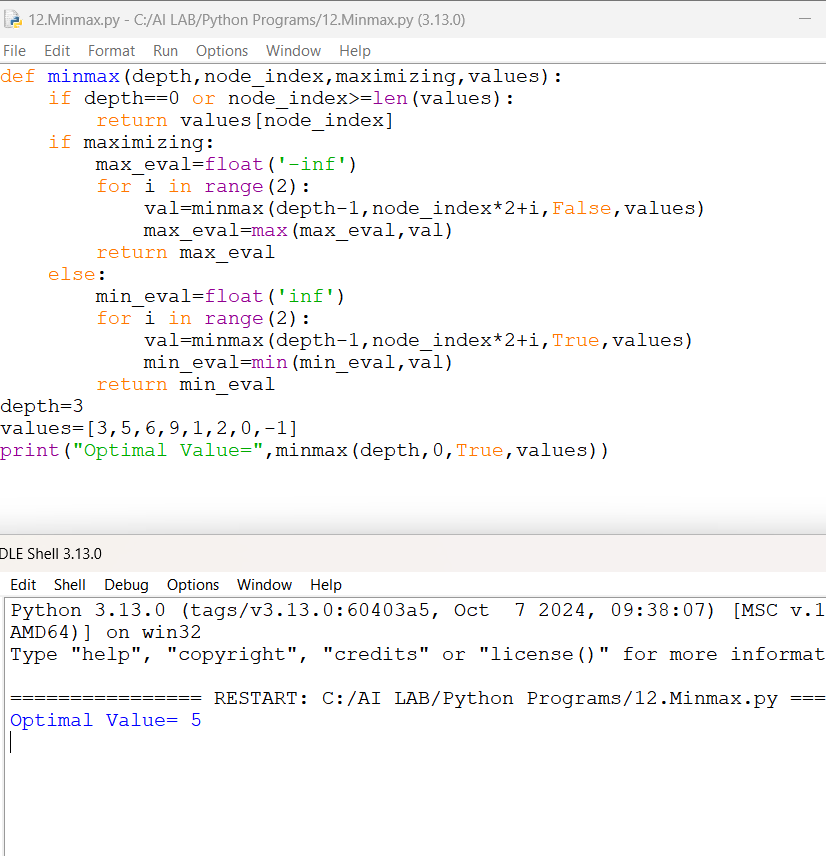 12.Minmax.py - C:/AI LAB/Python Programs/12.Minmax.py (3.13.0)
File Edit Format Run Options Window Help
def minmax(depth,node_index,maximizing,values):
    if depth==0 or node_index>=len(values):
        return values[node_index]
    if maximizing:
        max_eval=float('-inf')
        for i in range(2):
            val=minmax(depth-1,node_index*2+i,False,values)
            max_eval=max(max_eval,val)
        return max_eval
    else:
        min_eval=float('inf')
        for i in range(2):
            val=minmax(depth-1,node_index*2+i,True,values)
            min_eval=min(min_eval,val)
        return min_eval
depth=3
values=[3,5,6,9,1,2,0,-1]
print("Optimal Value=",minmax(depth,0,True,values))
DLE Shell 3.13.0
Edit Shell Debug Options Window Help
Python 3.13.0 (tags/v3.13.0:60403a5, Oct  7 2024, 09:38:07) [MSC v.1
AMD64)] on win32
Type "help", "copyright", "credits" or "license()" for more informat
================ RESTART: C:/AI LAB/Python Programs/12.Minmax.py ===
Optimal Value= 5